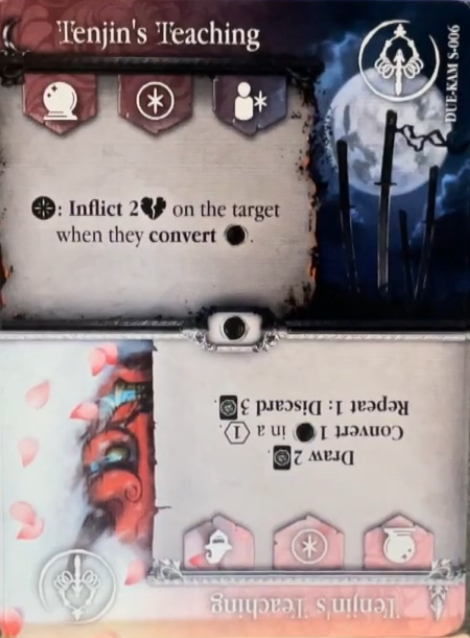 Tenjin's Teaching
DUE-KAM S-006
: Inflict 2 on the target
when they convert .
Tenjin's Teaching
Draw 2 .
Convert 1 in a 1 .
Repeat 1: Discard 3 .